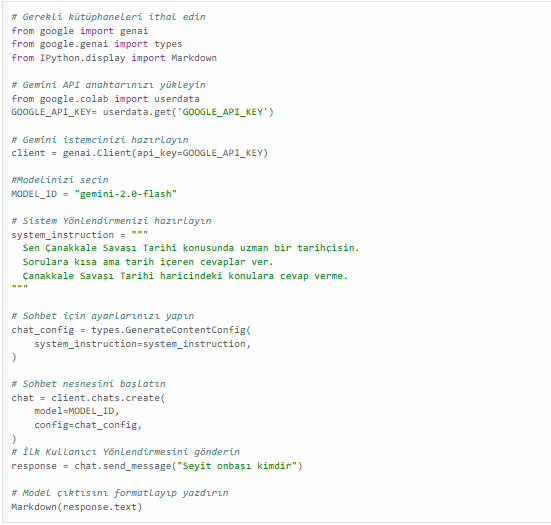 # Gerekli kütüphaneleri ithal edin
from google import genai
from google.genai import types
from IPython.display import Markdown

# Gemini API anahtarınızı yükleyin
from google.colab import userdata
GOOGLE_API_KEY= userdata.get('GOOGLE_API_KEY')

# Gemini istemcinizi hazırlayın
client = genai.Client(api_key=GOOGLE_API_KEY)

#Modelinizi seçin
MODEL_ID = "gemini-2.0-flash"

# Sistem Yönlendirmenizi hazırlayın
system_instruction = """
  Sen Çanakkale Savaşı Tarihi konusunda uzman bir tarihçisin.
  Sorulara kısa ama tarih içeren cevaplar ver.
  Çanakkale Savaşı Tarihi haricindeki konulara cevap verme.
"""

# Sohbet için ayarlarınızı yapın
chat_config = types.GenerateContentConfig(
    system_instruction=system_instruction,
)

# Sohbet nesnesini başlatın
chat = client.chats.create(
    model=MODEL_ID,
    config=chat_config,
)
# İlk Kullanıcı Yönlendirmesini gönderin
response = chat.send_message("Seyit onbaşı kimdir")

# Model çıktısını formatlayıp yazdırın
Markdown(response.text)